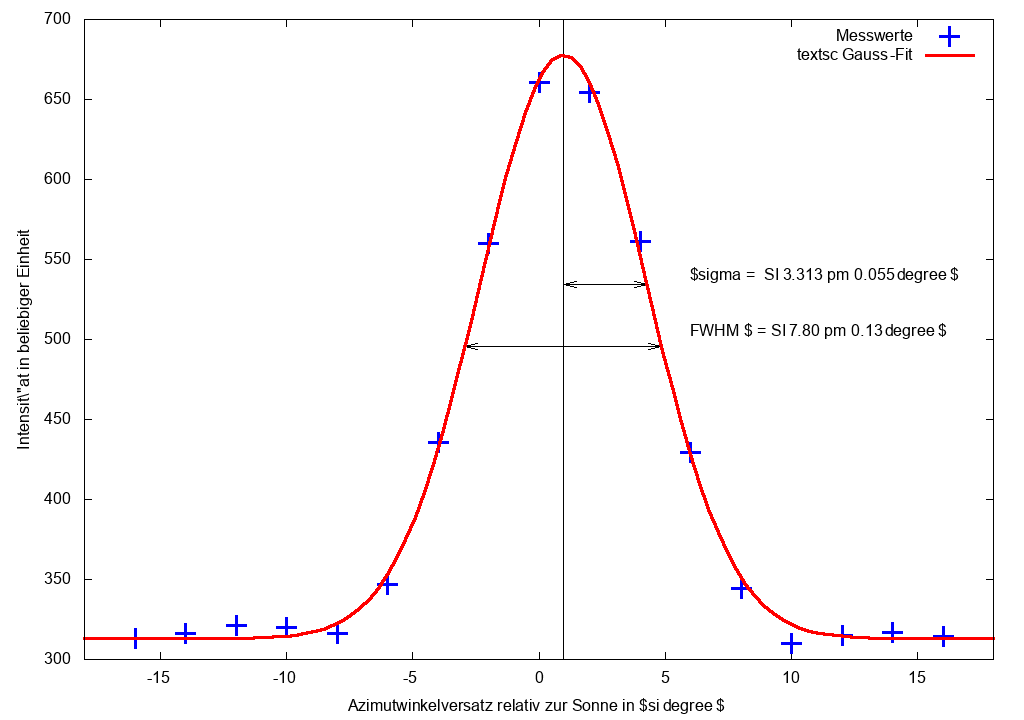 700
650
600
550
500
450
400
350
300
Intensit\"at in beliebiger Einheit
Messwerte
textsc Gauss-Fit
$sigma =  SI 3.313 pm 0.055 degree $
FWHM $ = SI 7.80 pm 0.13 degree $
-15 -10 -5 0 5 10 15
Azimutwinkelversatz relativ zur Sonne in $si degree $